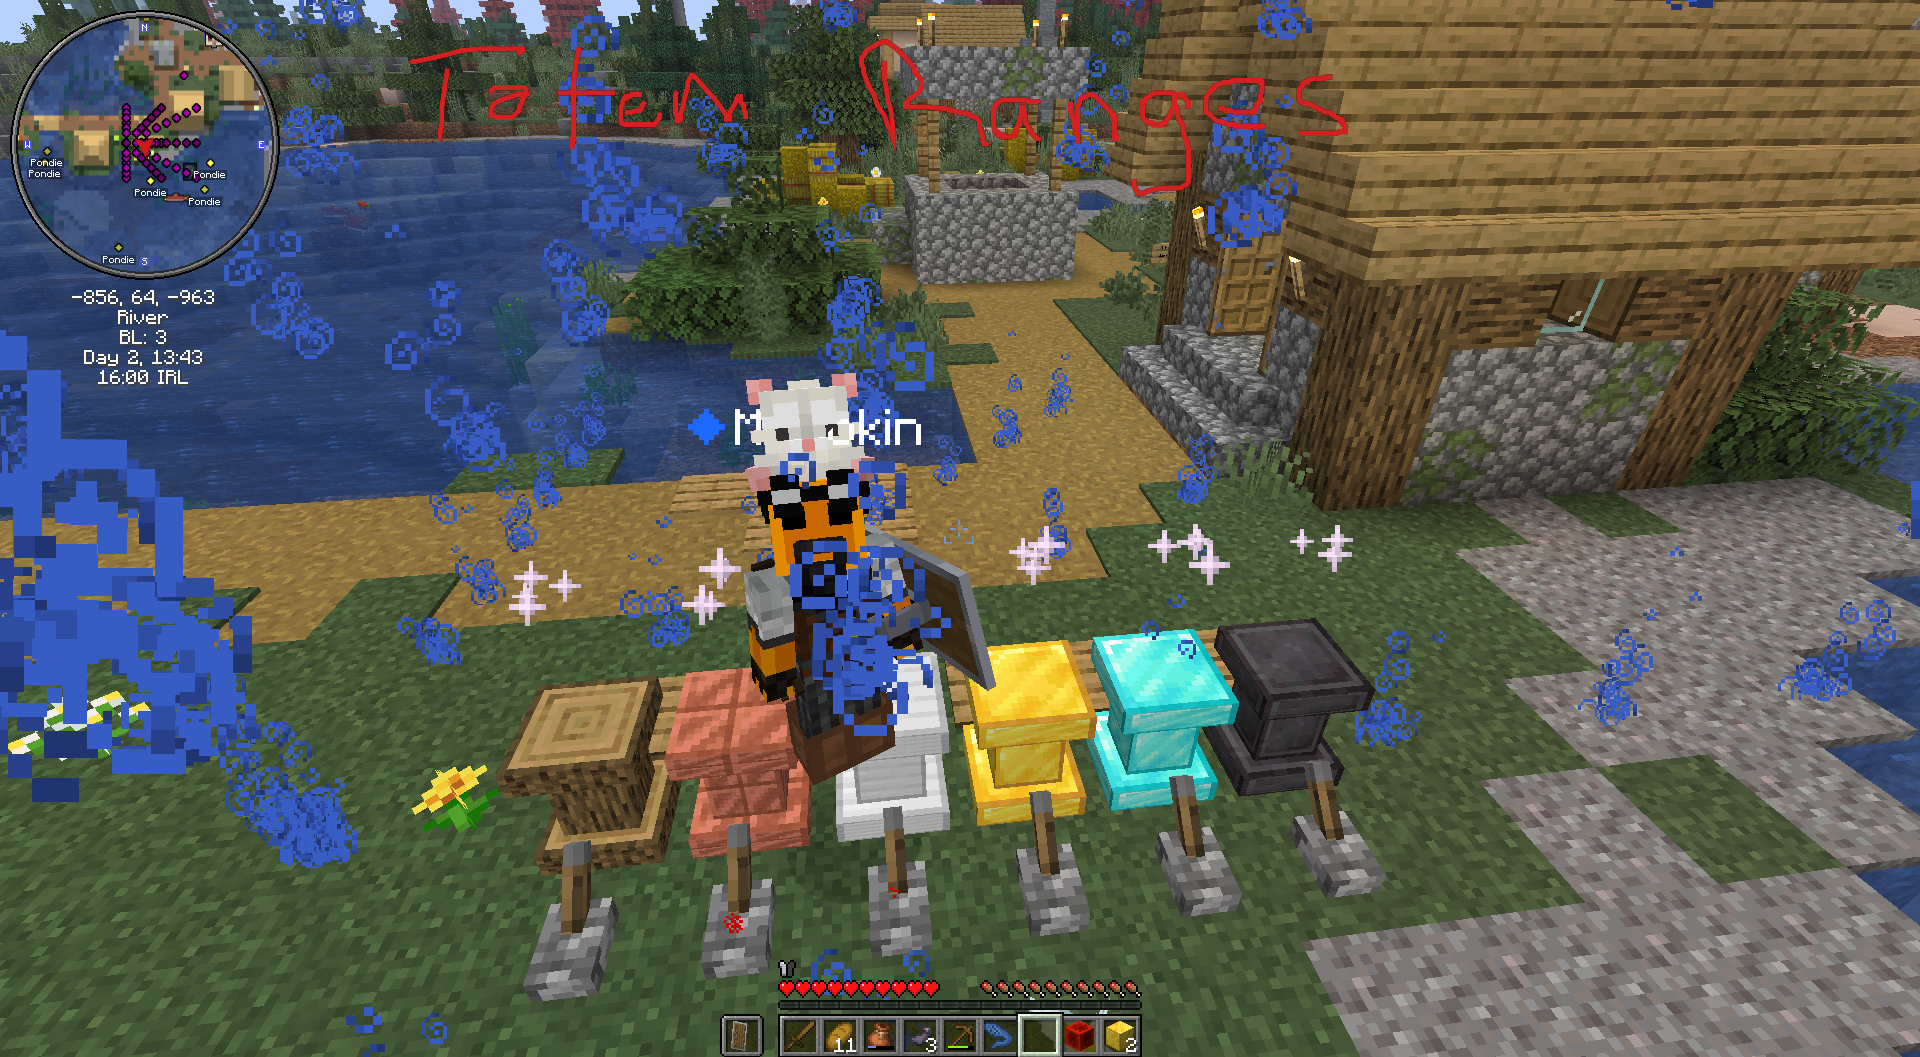 Totem Ranges
N
W
E
Pondie
Pondie
Pondie
Pondie
Pondie
Pondie
S
-856, 64, -963
River
BL: 3
Day 2, 13:43
16:00 IRL
11
3
2